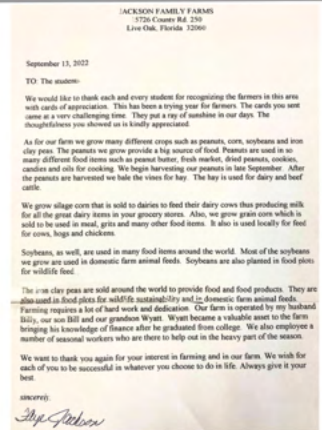 JACKSON FAMILY FARMS
15726 County Rd. 250
Live Oak, Florida 32060
September 13, 2022
TO: The student-
We would like to thank each and every student for recognizing the farmers in this area
with cards of appreciation. This has been a trying year for farmers. The cards you sent
came at a very challenging time. They put a ray of sunshine in our days. The
thoughtfulness you showed us is kindly appreciated.
As for our farm we grow many different crops such as peanuts, corn, soybeans and iron
clay peas. The peanuts we grow provide a big source of food. Peanuts are used in so
many different food items such as peanut butter, fresh market, dried peanuts, cookies,
candies and oils for cooking. We begin harvesting our peanuts in late September. After
the peanuts are harvested we bale the vines for hay. The hay is used for dairy and beef
cattle.
We grow silage corn that is sold to dairies to feed their dairy cows thus producing milk
for all the great dairy items in your grocery stores. Also, we grow grain corn which is
sold to be used in meal, grits and many other food items. It also is used locally for feed
for cows, hogs and chickens.
Soybeans, as well, are used in many food items around the world. Most of the soybeans
we grow are used in domestic farm animal feeds. Soybeans are also planted in food plots
for wildlife feed.
The iron clay peas are sold around the world to provide food and food products. They are
also used in food plots for wildlife sustainability and in domestic farm animal feeds.
Farming requires a lot of hard work and dedication. Our farm is operated by my husband
Billy, our son Bill and our grandson Wyatt. Wyatt became a valuable asset to the farm
bringing his knowledge of finance after he graduated from college. We also employee a
number of seasonal workers who are there to help out in the heavy part of the season.
We want to thank you again for your interest in farming and in our farm. We wish for
each of you to be successful in whatever you choose to do in life. Always give it your
best.
sincerely,
Faye Jackson